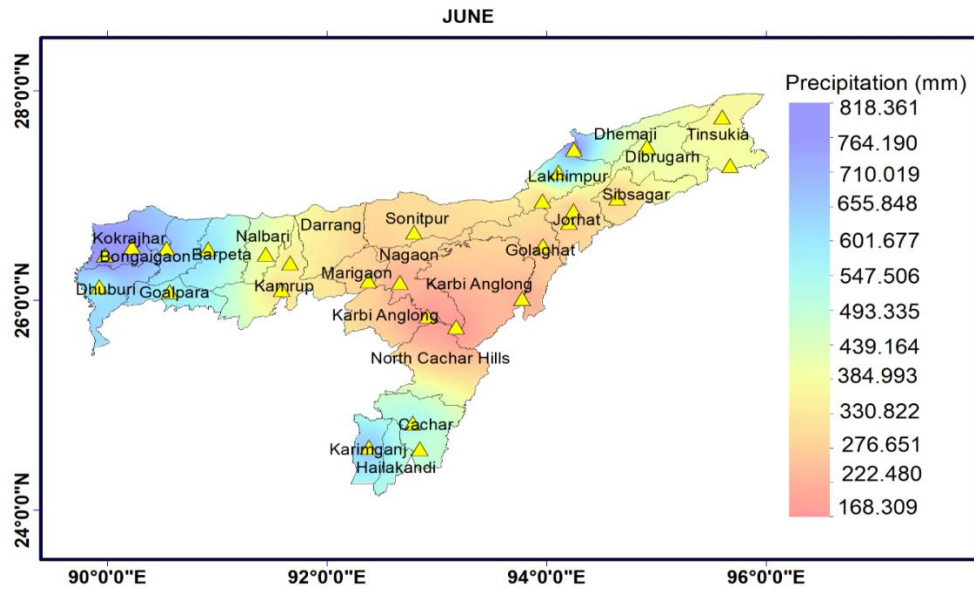 JUNE
28°0'0"N
26°0'0"N
24°0'0"N
90°0'0"E
92°0'0"E
94°0'0"E
96°0'0"E
Precipitation (mm)
818.361
764.190
710.019
655.848
601.677
547.506
493.335
439.164
384.993
330.822
276.651
222.480
168.309
Dhemaji
Tinsukia
Dibrugarh
Lakhimpur
Sibsagar
Jorhat
Golaghat
Sonitpur
Darrang
Nalbari
Kokrajhar
Bongaigaon
Barpeta
Nagaon
Marigaon
Kamrup
Dhuburi
Goalpara
Karbi Anglong
Karbi Anglong
North Cachar Hills
Cachar
Karimganj
Hailakandi